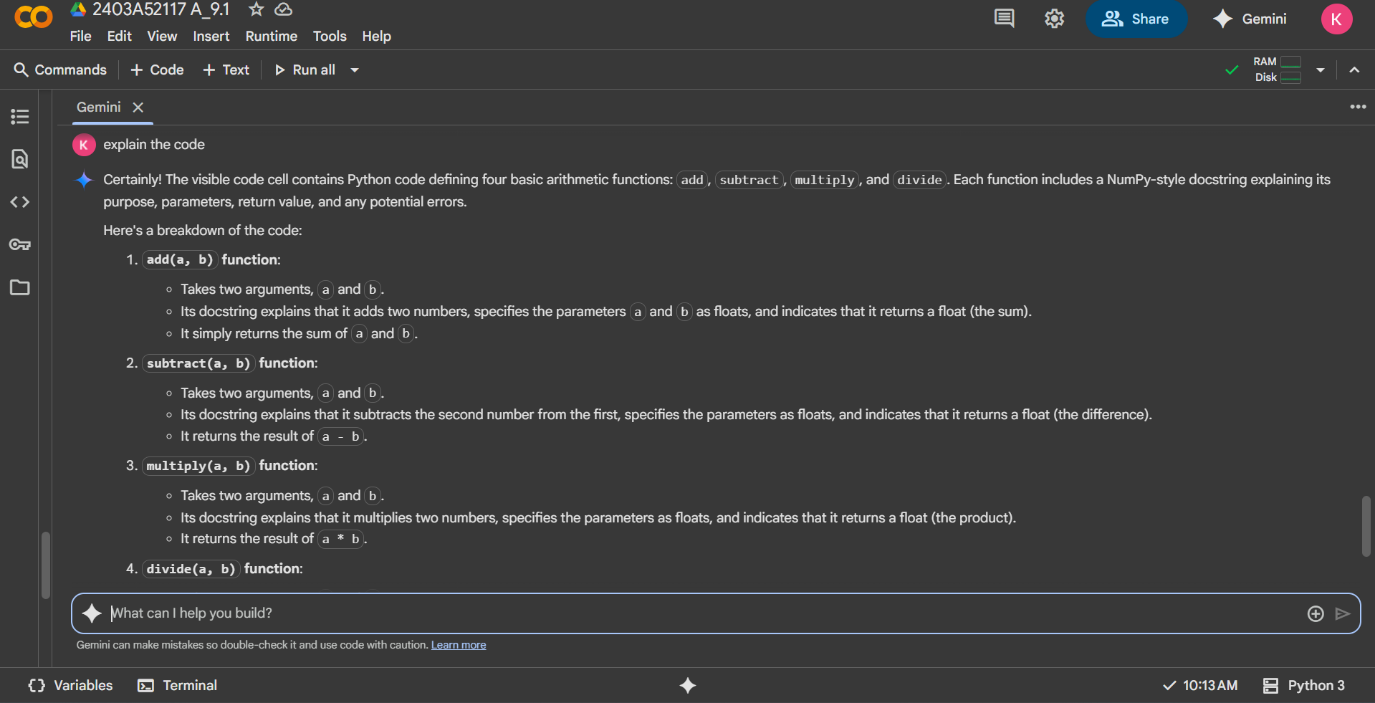 2403A52117 A_9.1
File Edit View Insert Runtime Tools Help
Share
Gemini
K
Commands + Code + Text Run all
RAM
Disk
Gemini
K explain the code
Certainly! The visible code cell contains Python code defining four basic arithmetic functions: add, subtract, multiply, and divide. Each function includes a NumPy-style docstring explaining its
purpose, parameters, return value, and any potential errors.
Here's a breakdown of the code:
1. add(a, b) function:
Takes two arguments, a and b.
Its docstring explains that it adds two numbers, specifies the parameters a and b as floats, and indicates that it returns a float (the sum).
It simply returns the sum of a and b.
2. subtract(a, b) function:
Takes two arguments, a and b.
Its docstring explains that it subtracts the second number from the first, specifies the parameters as floats, and indicates that it returns a float (the difference).
It returns the result of a - b.
3. multiply(a, b) function:
Takes two arguments, a and b.
Its docstring explains that it multiplies two numbers, specifies the parameters as floats, and indicates that it returns a float (the product).
It returns the result of a * b.
4. divide(a, b) function:
What can I help you build?
Gemini can make mistakes so double-check it and use code with caution. Learn more
Variables Terminal
10:13 AM Python 3